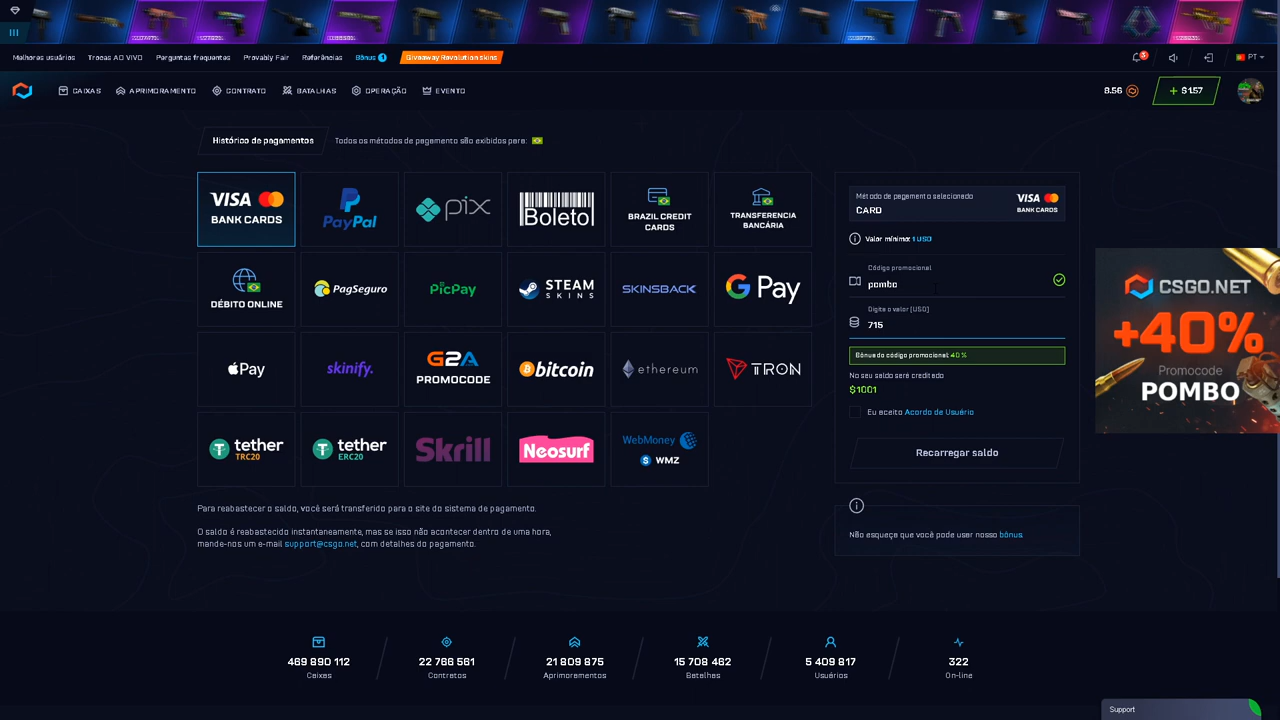 Melhores usuários
Trocas AO VIVO
Perguntas frequentes
Provably Fair
Referências
Bônus
Giveaway Revolution skins
3
PT
CAIXAS
APRIMORAMENTO
CONTRATO
BATALHAS
OPERAÇÃO
EVENTO
8.56
+ $1.57
Histórico de pagamentos
Todos os métodos de pagamento são exibidos para:
VISA
BANK CARDS
PayPal
pix
Boleto!
BRAZIL CREDIT
CARDS
TRANSFERENCIA
BANCÁRIA
DÉBITO ONLINE
PagSeguro
PicPay
STEAM
SKINS
SKINSBACK
G Pay
Pay
skinify.
G2A
PROMOCODE
bitcoin
ethereum
TRON
tether
TRC20
tether
ERC20
Skrill
Neosurf
WebMoney
WMZ
Para reabastecer o saldo, você será transferido para o site do sistema de pagamento.
O saldo é reabastecido instantaneamente, mas se isso não acontecer dentro de uma hora,
mande-nos um e-mail support@csgo.net, com detalhes do pagamento.
Método de pagamento selecionado
CARD
VISA
BANK CARDS
Valor mínimo: 1 USD
Código promocional
pombo
Digite o valor (USD)
715
Bônus do código promocional: 40 %
No seu saldo será creditado
$1001
Eu aceito Acordo de Usuário
Recarregar saldo
Não esqueça que você pode usar nosso bônus.
CSGO.NET
+40%
Promocode
POMBO
469 890 112
Caixas
22 766 561
Contratos
21 809 875
Aprimoramentos
15 708 462
Batalhas
5 409 817
Usuários
322
On-line
Support